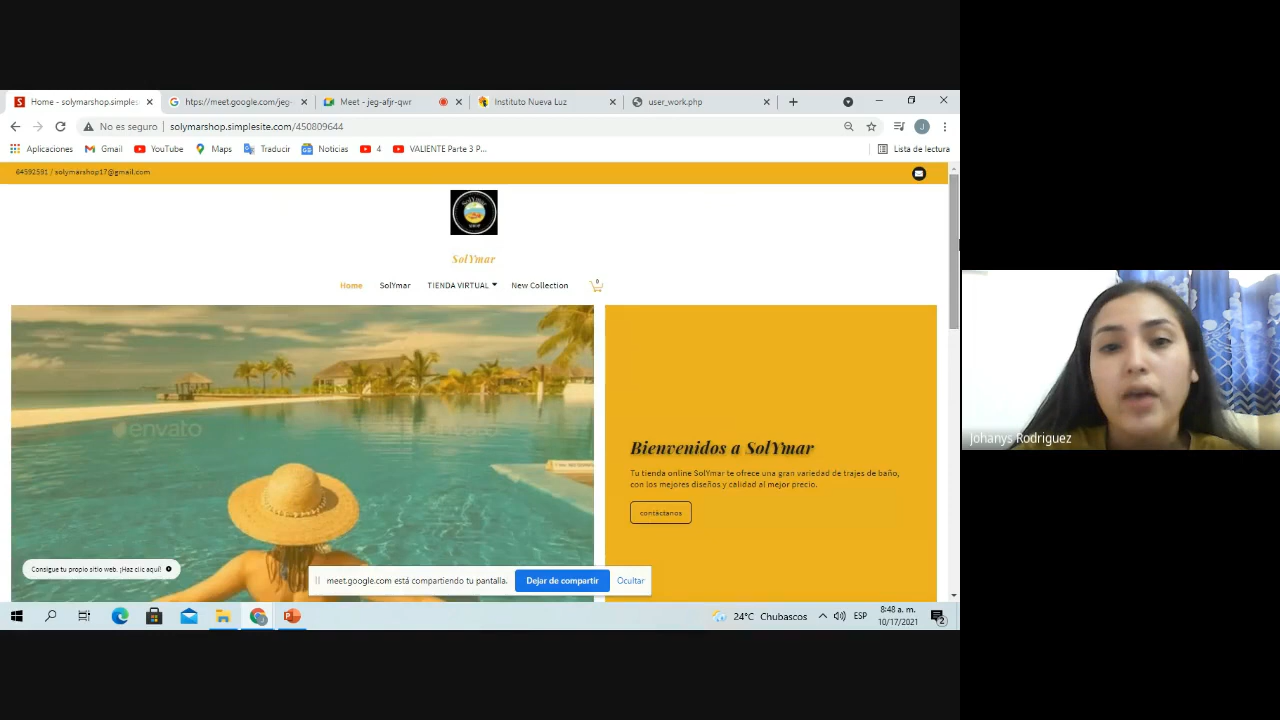 Home - solymarshop.simples
https://meet.google.com/jeg-
Meet - jeg-afjr-qwr
Instituto Nueva Luz
user_work.php
No es seguro
solymarshop.simplesite.com/450809644
Aplicaciones
Gmail
YouTube
Maps
Traducir
Noticias
4
VALIENTE Parte 3 P...
Lista de lectura
64592581 / solymarshop17@gmail.com
SolYmar
SolYmar
Home
SolYmar
TIENDA VIRTUAL
New Collection
0
envato
Bienvenidos a SolYmar
Tu tienda online SolYmar te ofrece una gran variedad de trajes de baño,
con los mejores diseños y calidad al mejor precio.
contáctanos
Consigue tu propio sitio web. ¡Haz clic aquí!
meet.google.com está compartiendo tu pantalla.
Dejar de compartir
Ocultar
24°C Chubascos
ESP
8:48 a. m.
10/17/2021
2
Johanys Rodriguez